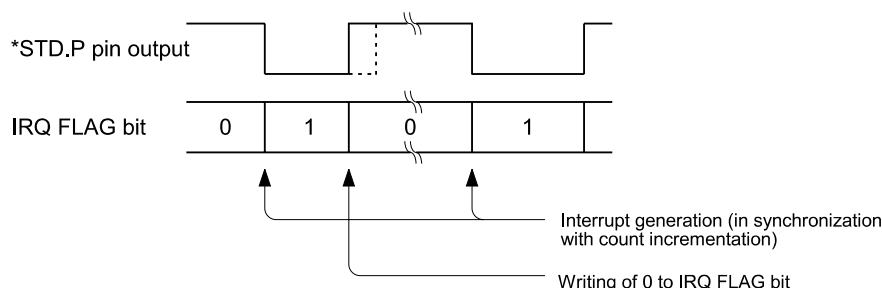 *STD.P pin output
IRQ FLAG bit 0 1 0 1
Interrupt generation (in synchronization
with count incrementation)
Writing of 0 to IRQ FLAG bit